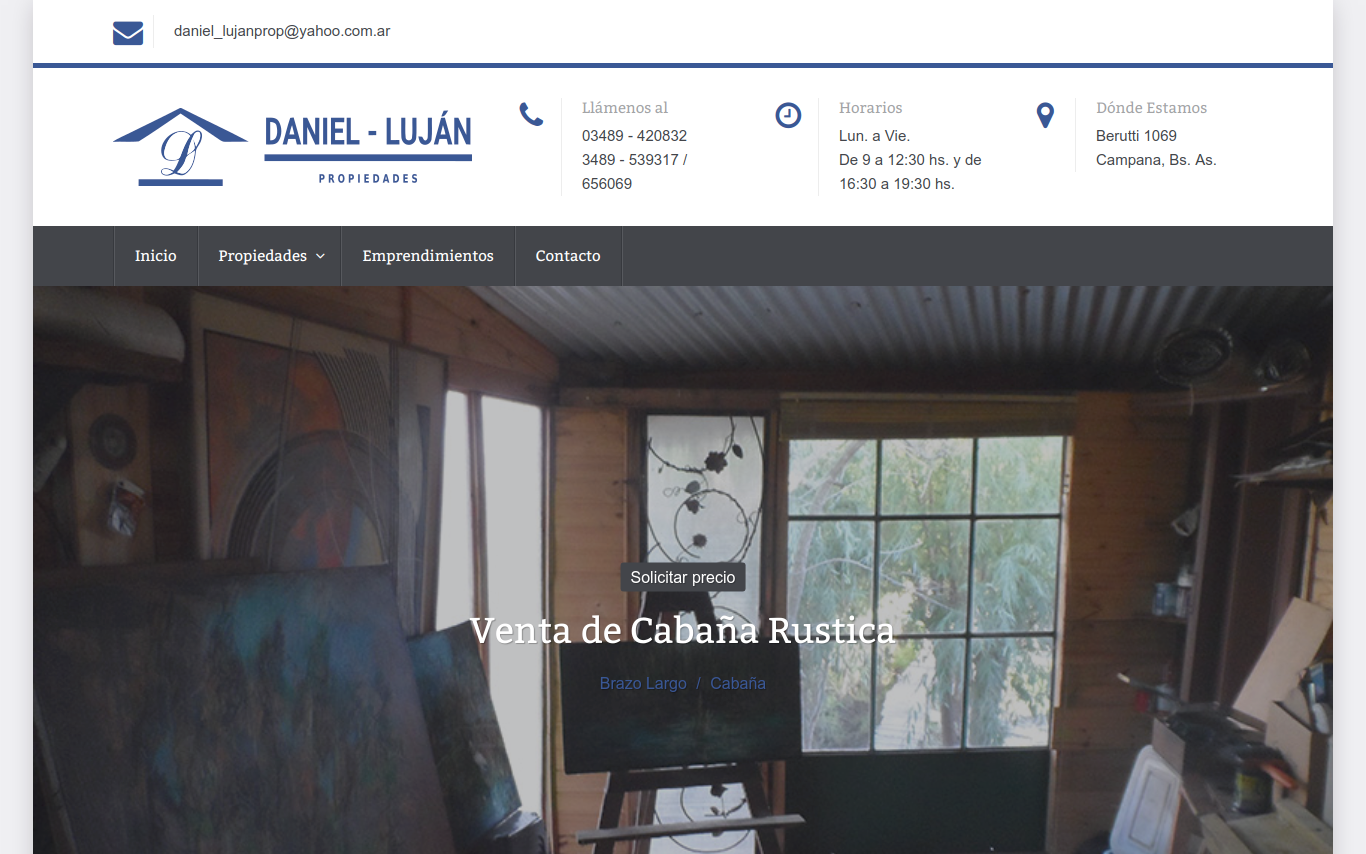 daniel_lujanprop@yahoo.com.ar
DANIEL - LUJÁN
PROPIEDADES
Llámenos al
03489 - 420832
3489 - 539317 /
656069
Horarios
Lun. a Vie.
De 9 a 12:30 hs. y de
16:30 a 19:30 hs.
Dónde Estamos
Berutti 1069
Campana, Bs. As.
Inicio
Propiedades
Emprendimientos
Contacto
Solicitar precio
Venta de Cabaña Rustica
Brazo Largo / Cabaña